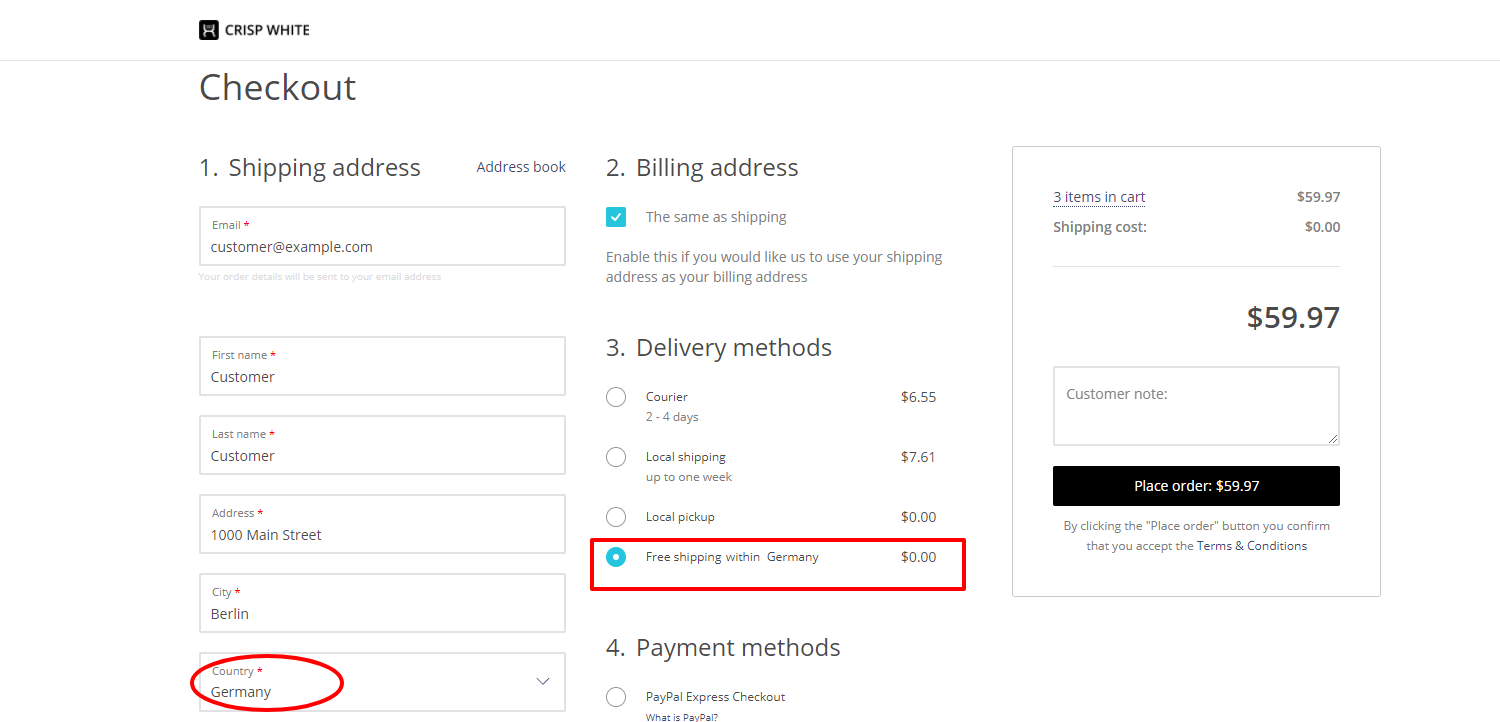 CRISP WHITE
Checkout
1. Shipping address
Address book
Email *
customer@example.com
Your order details will be sent to your email address
First name *
Customer
Last name *
Customer
Address *
1000 Main Street
City *
Berlin
Country *
Germany
2. Billing address
The same as shipping
Enable this if you would like us to use your shipping
address as your billing address
3. Delivery methods
Courier $6.55
2 - 4 days
Local shipping $7.61
up to one week
Local pickup $0.00
Free shipping within Germany $0.00
4. Payment methods
PayPal Express Checkout
What is PayPal?
3 items in cart $59.97
Shipping cost: $0.00
$59.97
Customer note:
Place order: $59.97
By clicking the "Place order" button you confirm
that you accept the Terms & Conditions